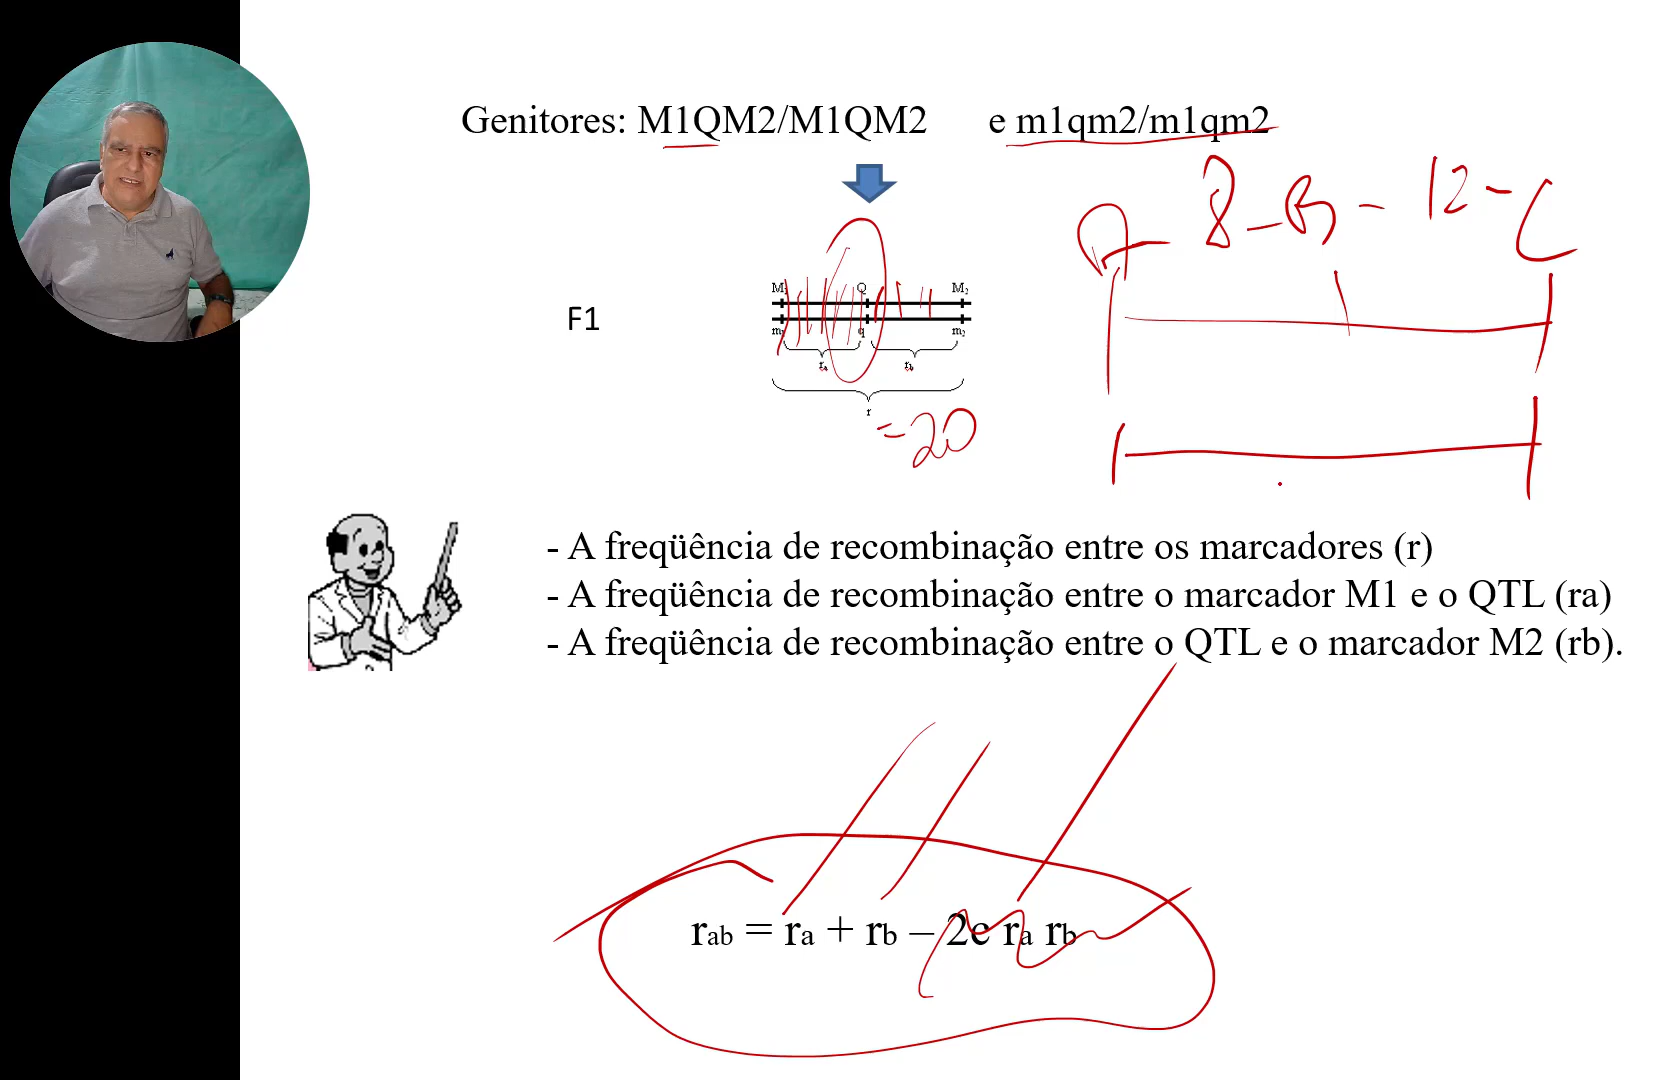 Genitores: M1QM2/M1QM2 e m1qm2/m1qm2
A - 8 - B - 12 - C
F1
M1 Q M2
m1 q m2
ra rb
r
= 20
- A freqüência de recombinação entre os marcadores (r)
- A freqüência de recombinação entre o marcador M1 e o QTL (ra)
- A freqüência de recombinação entre o QTL e o marcador M2 (rb).
rab = ra + rb – 2c ra rb